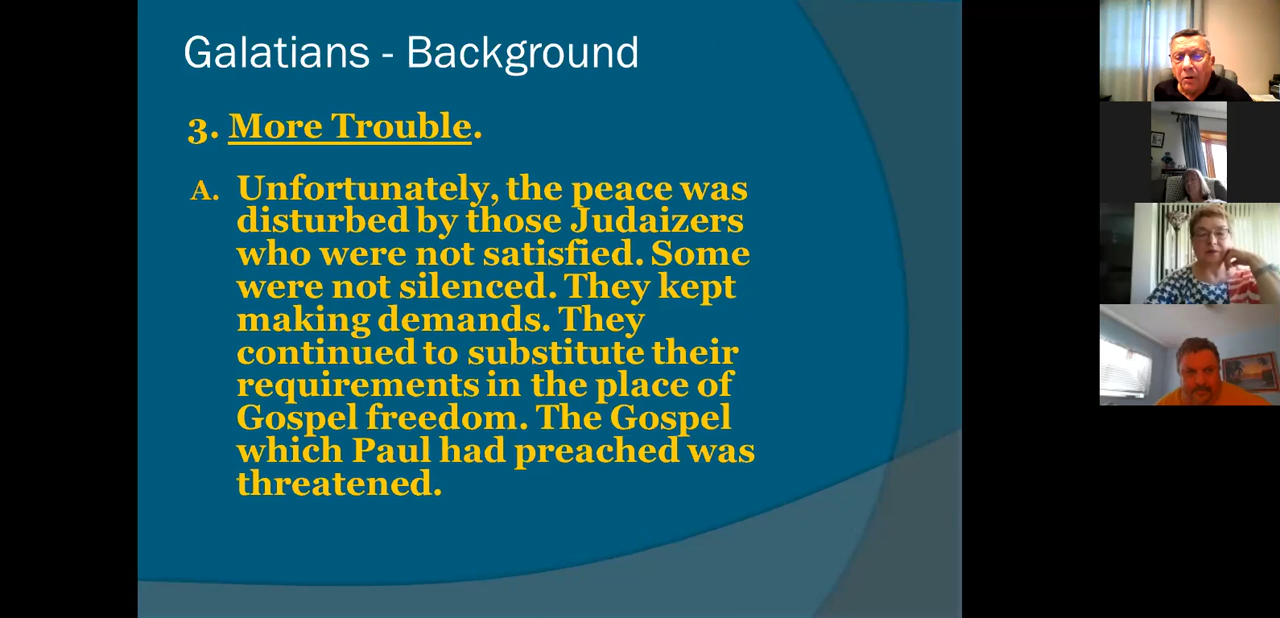 Galatians - Background
3. More Trouble.
A. Unfortunately, the peace was
disturbed by those Judaizers
who were not satisfied. Some
were not silenced. They kept
making demands. They
continued to substitute their
requirements in the place of
Gospel freedom. The Gospel
which Paul had preached was
threatened.